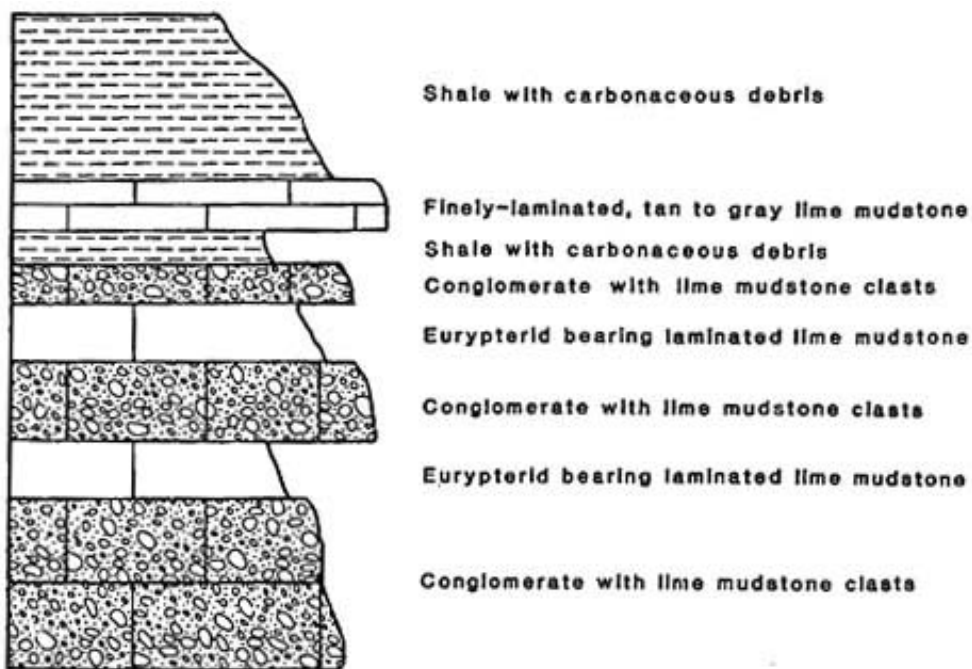 Shale with carbonaceous debris
Finely-laminated, tan to gray lime mudstone
Shale with carbonaceous debris
Conglomerate with lime mudstone clasts
Eurypterid bearing laminated lime mudstone
Conglomerate with lime mudstone clasts
Eurypterid bearing laminated lime mudstone
Conglomerate with lime mudstone clasts